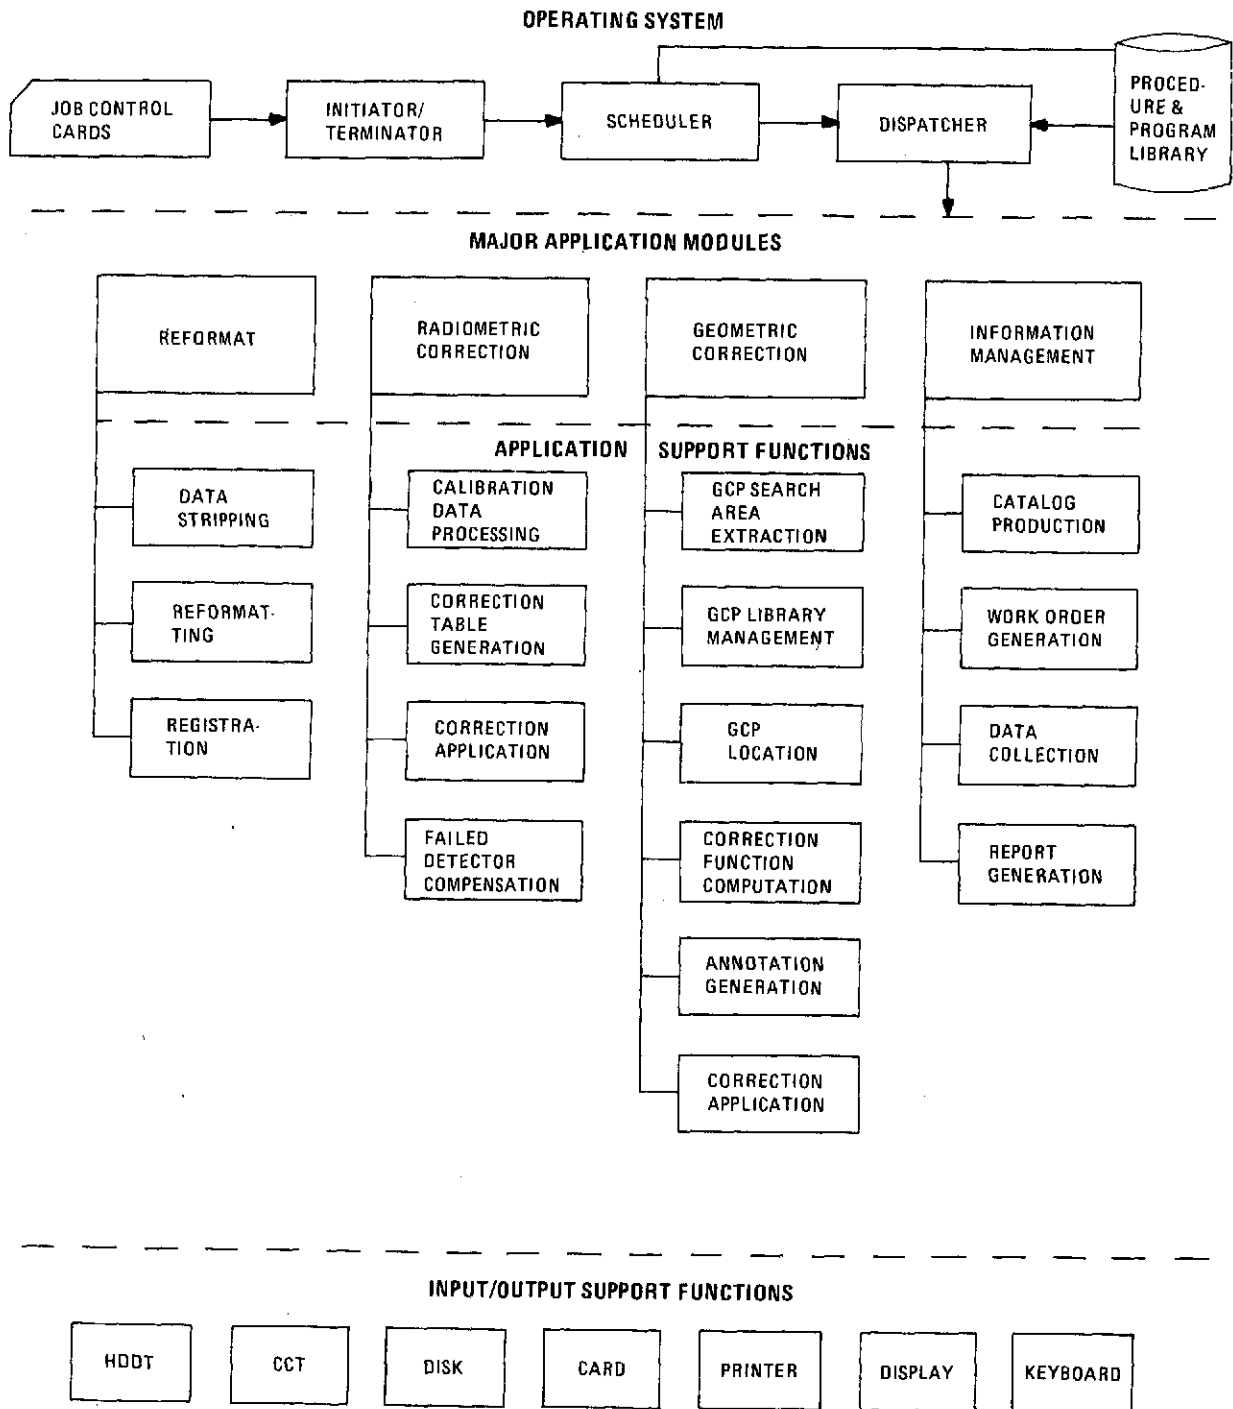 OPERATING SYSTEM
JOB CONTROL
CARDS
INITIATOR/
TERMINATOR
SCHEDULER
DISPATCHER
PROCED-
URE &
PROGRAM
LIBRARY
MAJOR APPLICATION MODULES
REFORMAT
RADIOMETRIC
CORRECTION
GEOMETRIC
CORRECTION
INFORMATION
MANAGEMENT
APPLICATION SUPPORT FUNCTIONS
DATA
STRIPPING
REFORMAT-
TING
REGISTRA-
TION
CALIBRATION
DATA
PROCESSING
CORRECTION
TABLE
GENERATION
CORRECTION
APPLICATION
FAILED
DETECTOR
COMPENSATION
GCP SEARCH
AREA
EXTRACTION
GCP LIBRARY
MANAGEMENT
GCP
LOCATION
CORRECTION
FUNCTION
COMPUTATION
ANNOTATION
GENERATION
CORRECTION
APPLICATION
CATALOG
PRODUCTION
WORK ORDER
GENERATION
DATA
COLLECTION
REPORT
GENERATION
INPUT/OUTPUT SUPPORT FUNCTIONS
HDDT
CCT
DISK
CARD
PRINTER
DISPLAY
KEYBOARD